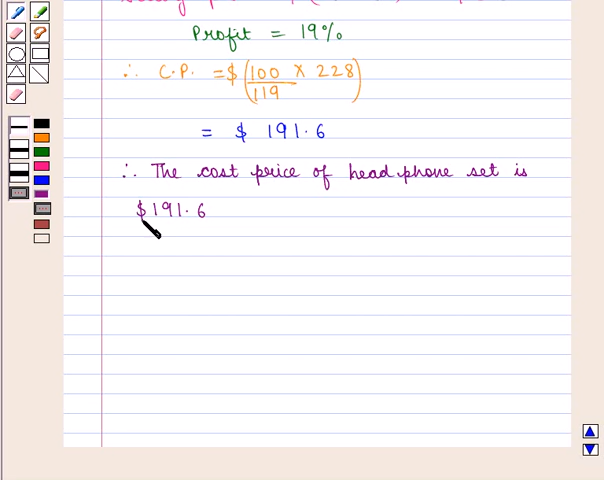 Profit = 19%
∴ C.P. = $ (100/119 × 228)
= $ 191.6
∴ The cost price of head phone set is
$191.6